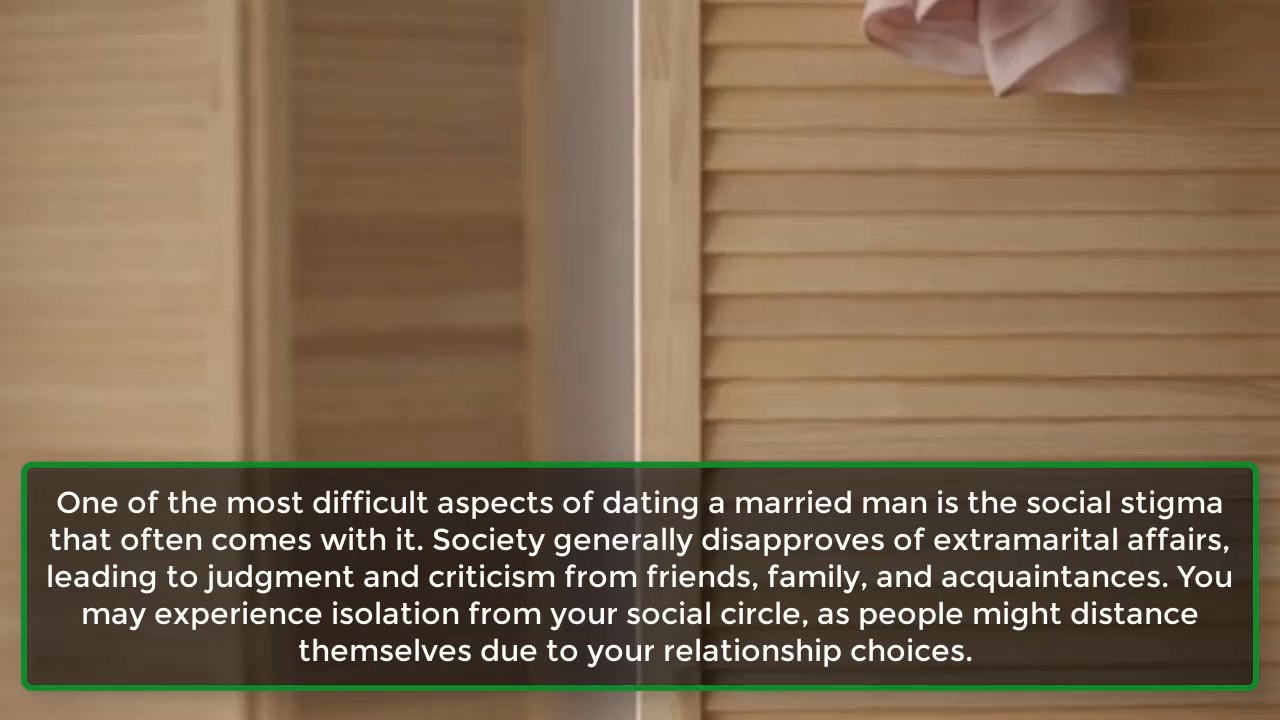 One of the most difficult aspects of dating a married man is the social stigma
that often comes with it. Society generally disapproves of extramarital affairs,
leading to judgment and criticism from friends, family, and acquaintances. You
may experience isolation from your social circle, as people might distance
themselves due to your relationship choices.